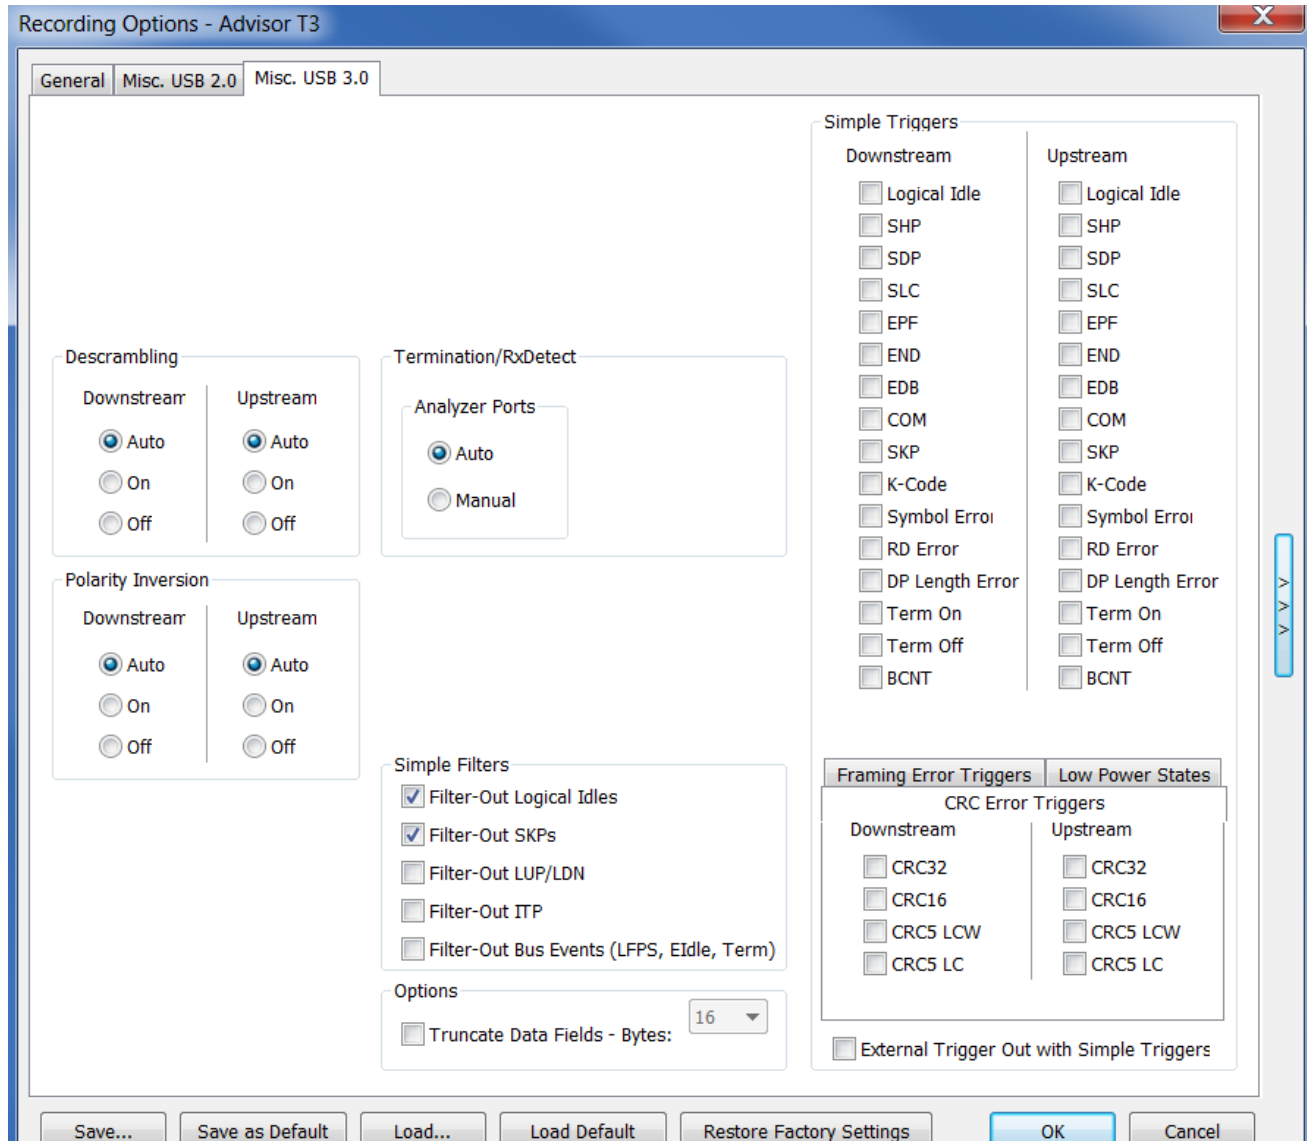 Recording Options - Advisor T3
X
General Misc. USB 2.0 Misc. USB 3.0
Descrambling
Downstream Upstream
Auto Auto
On On
Off Off
Polarity Inversion
Downstream Upstream
Auto Auto
On On
Off Off
Termination/RxDetect
Analyzer Ports
Auto
Manual
Simple Filters
Filter-Out Logical Idles
Filter-Out SKPs
Filter-Out LUP/LDN
Filter-Out ITP
Filter-Out Bus Events (LFPS, EIdle, Term)
Options
Truncate Data Fields - Bytes: 16
Simple Triggers
Downstream Upstream
Logical Idle Logical Idle
SHP SHP
SDP SDP
SLC SLC
EPF EPF
END END
EDB EDB
COM COM
SKP SKP
K-Code K-Code
Symbol Error Symbol Error
RD Error RD Error
DP Length Error DP Length Error
Term On Term On
Term Off Term Off
BCNT BCNT
Framing Error Triggers Low Power States
CRC Error Triggers
Downstream Upstream
CRC32 CRC32
CRC16 CRC16
CRC5 LCW CRC5 LCW
CRC5 LC CRC5 LC
External Trigger Out with Simple Triggers
>
>
>
Save... Save as Default Load... Load Default Restore Factory Settings OK Cancel